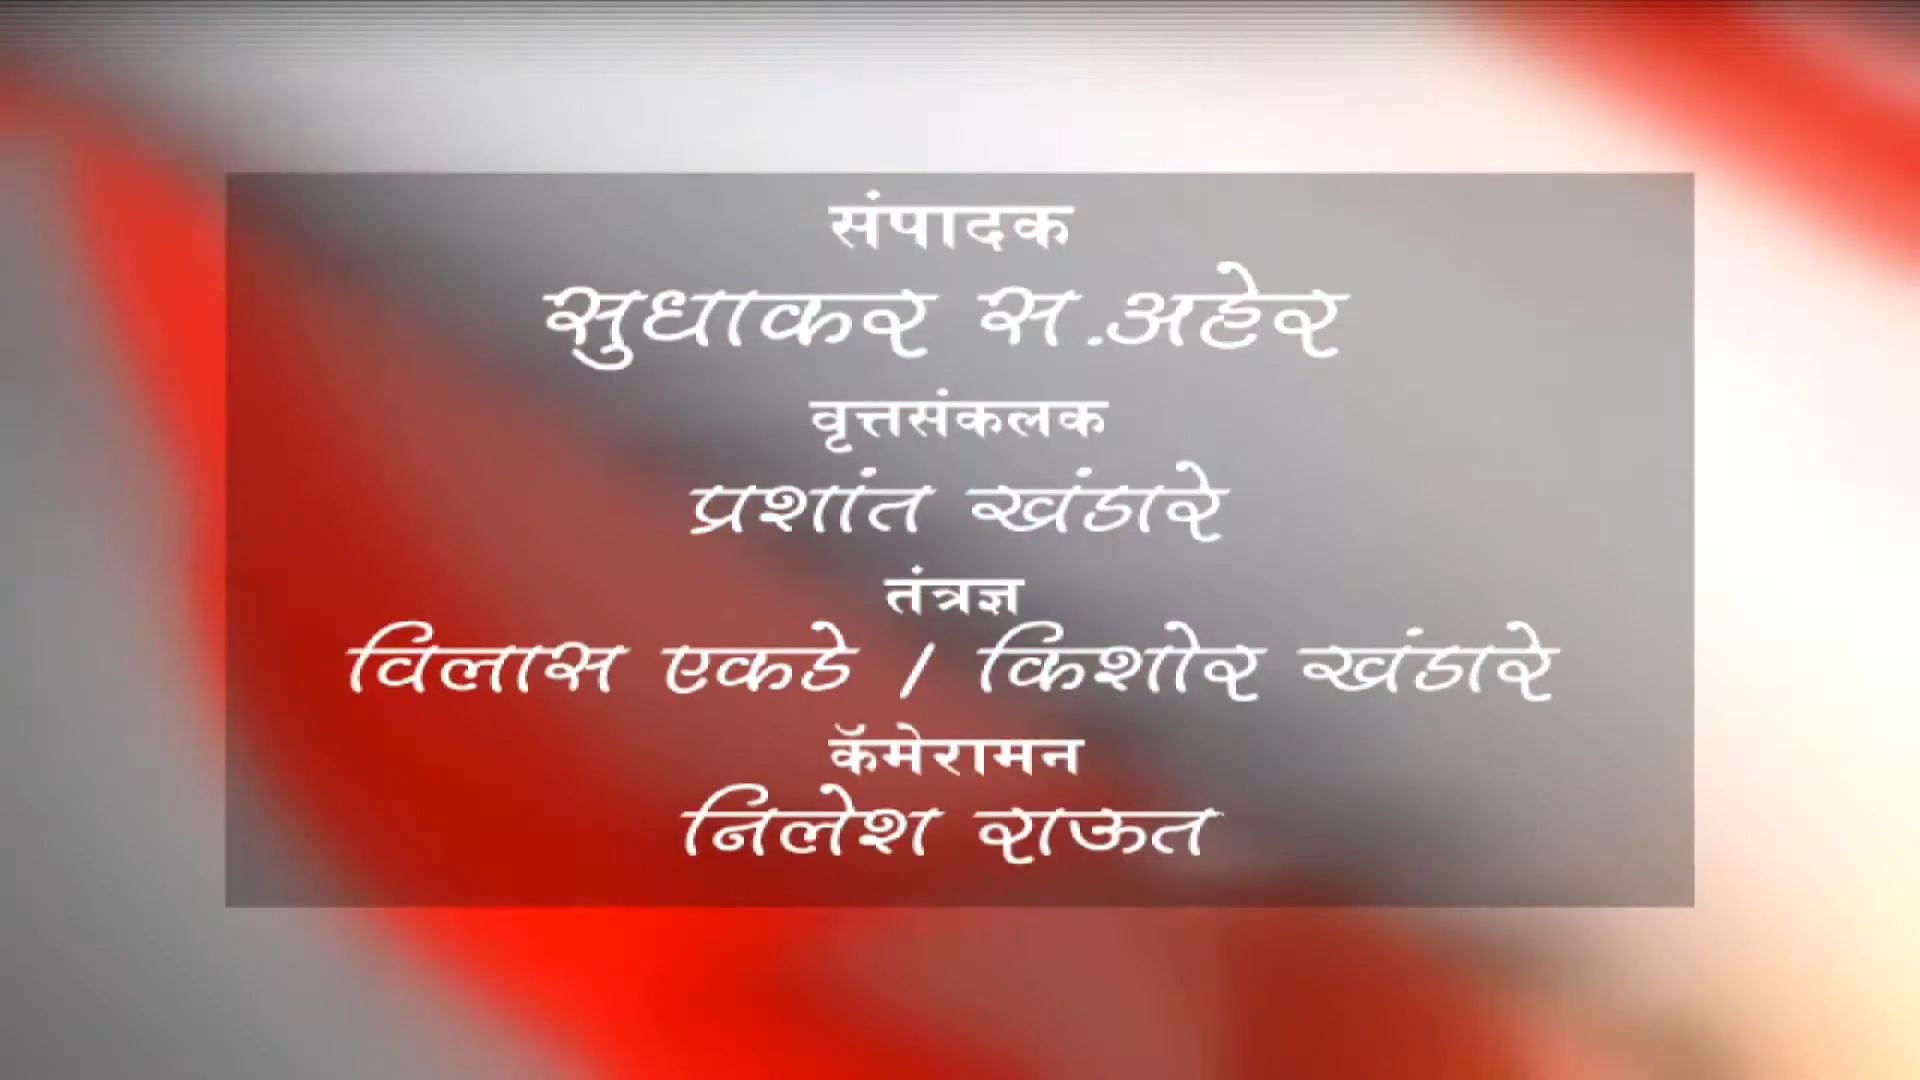 संपादक
सुधाकर स.अहेर
वृत्तसंकलक
प्रशांत खंडारे
तंत्रज्ञ
विलास एकडे / किशोर खंडारे
कॅमेरामन
निलेश राऊत